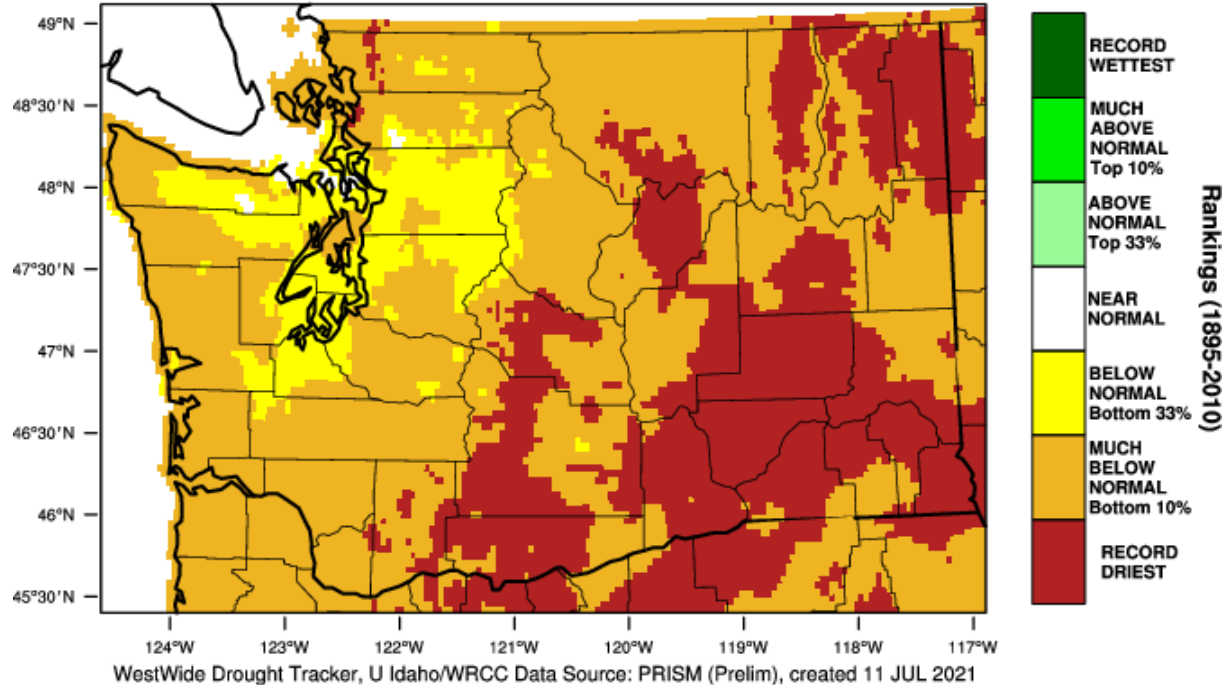 49°N
48°30'N
48°N
47°30'N
47°N
46°30'N
46°N
45°30'N
124°W
123°W
122°W
121°W
120°W
119°W
118°W
117°W
WestWide Drought Tracker, U Idaho/WRCC Data Source: PRISM (Prelim), created 11 JUL 2021
RECORD
WETTEST
MUCH
ABOVE
NORMAL
Top 10%
ABOVE
NORMAL
Top 33%
NEAR
NORMAL
BELOW
NORMAL
Bottom 33%
MUCH
BELOW
NORMAL
Bottom 10%
RECORD
DRIEST
Rankings (1895-2010)